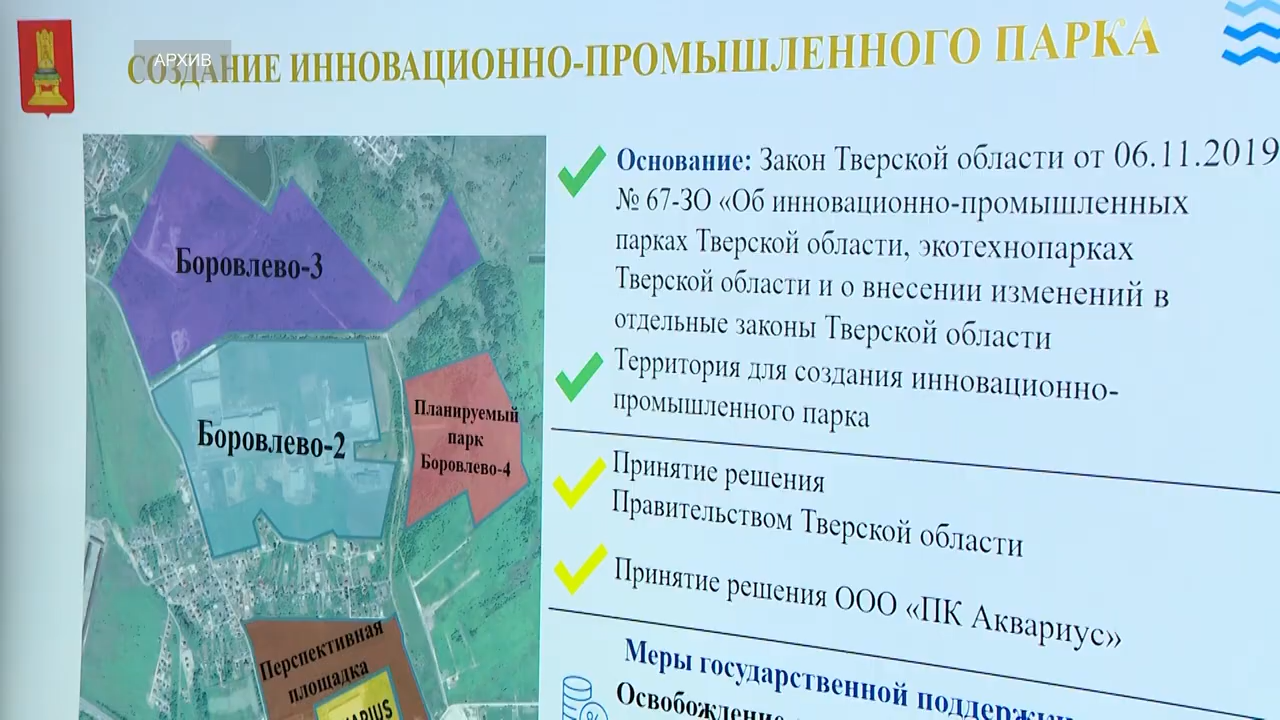 АРХИВ
СОЗДАНИЕ ИННОВАЦИОННО-ПРОМЫШЛЕННОГО ПАРКА
Боровлево-3
Боровлево-2
Планируемый
парк
Боровлево-4
Перспективная
площадка
Основание: Закон Тверской области от 06.11.2019
№ 67-ЗО «Об инновационно-промышленных
парках Тверской области, экотехнопарках
Тверской области и о внесении изменений в
отдельные законы Тверской области
Территория для создания инновационно-
промышленного парка
Принятие решения
Правительством Тверской области
Принятие решения ООО «ПК Аквариус»
Меры государственной поддержки
Освобождение